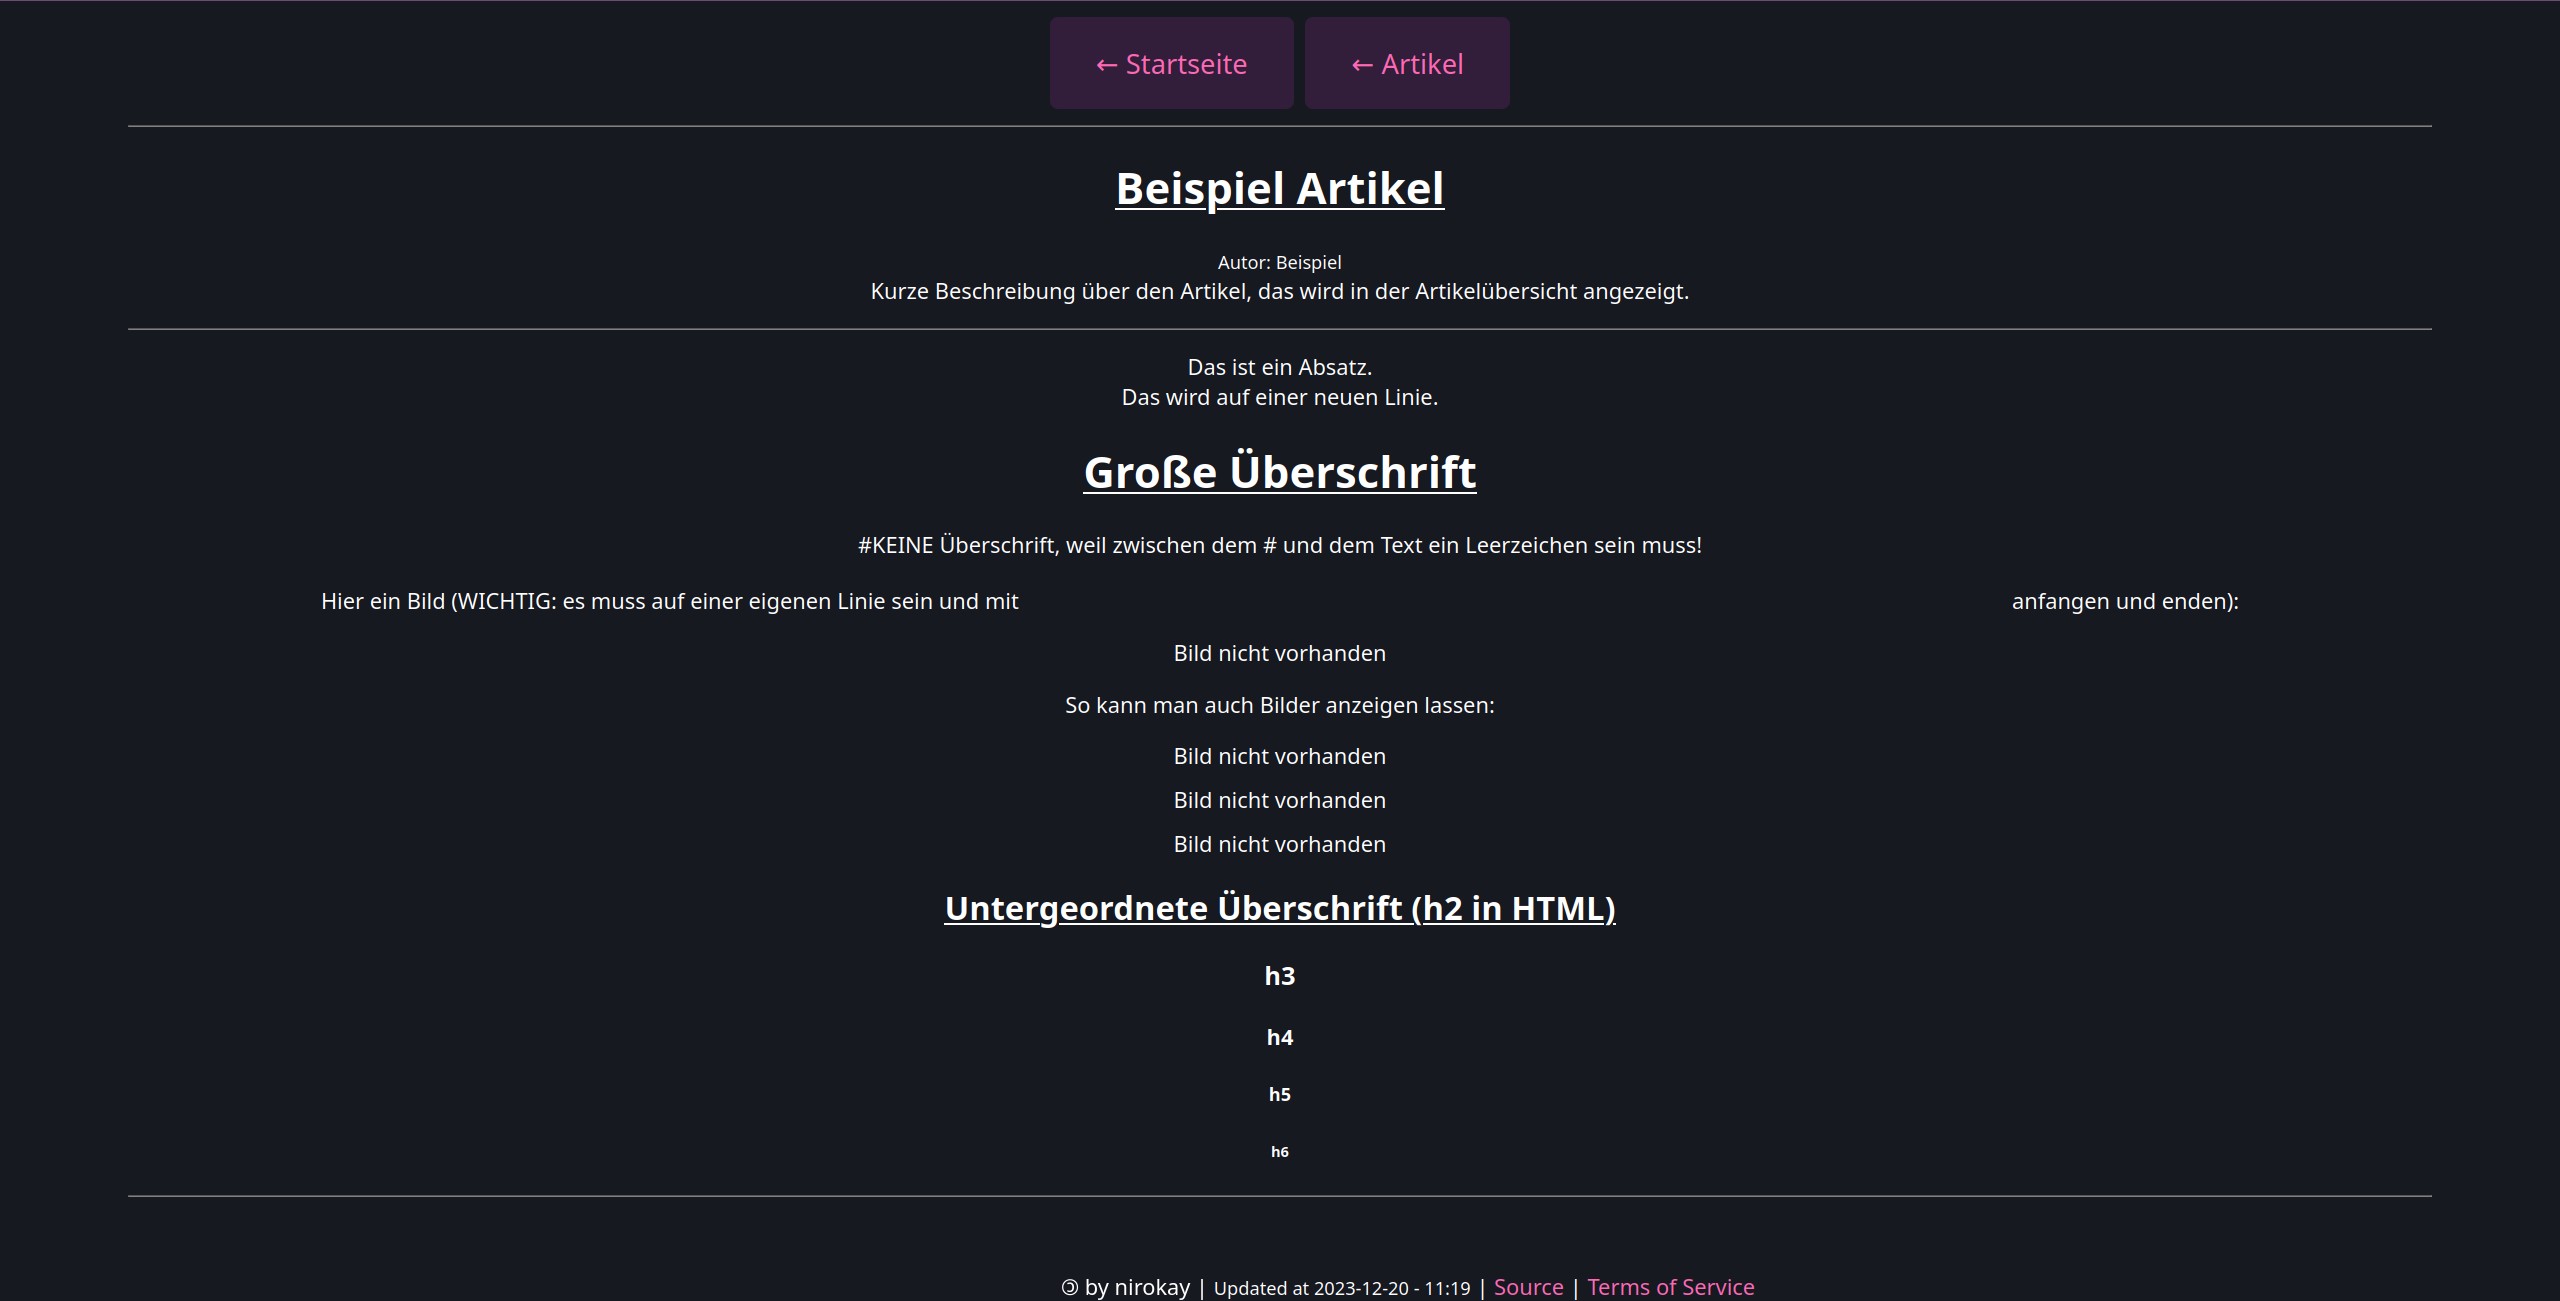 ← Startseite ← Artikel
Beispiel Artikel
Autor: Beispiel
Kurze Beschreibung über den Artikel, das wird in der Artikelübersicht angezeigt.
Das ist ein Absatz.
Das wird auf einer neuen Linie.
Große Überschrift
#KEINE Überschrift, weil zwischen dem # und dem Text ein Leerzeichen sein muss!
Hier ein Bild (WICHTIG: es muss auf einer eigenen Linie sein und mit anfangen und enden):
Bild nicht vorhanden
So kann man auch Bilder anzeigen lassen:
Bild nicht vorhanden
Bild nicht vorhanden
Bild nicht vorhanden
Untergeordnete Überschrift (h2 in HTML)
h3
h4
h5
h6
🄯 by nirokay | Updated at 2023-12-20 - 11:19 | Source | Terms of Service